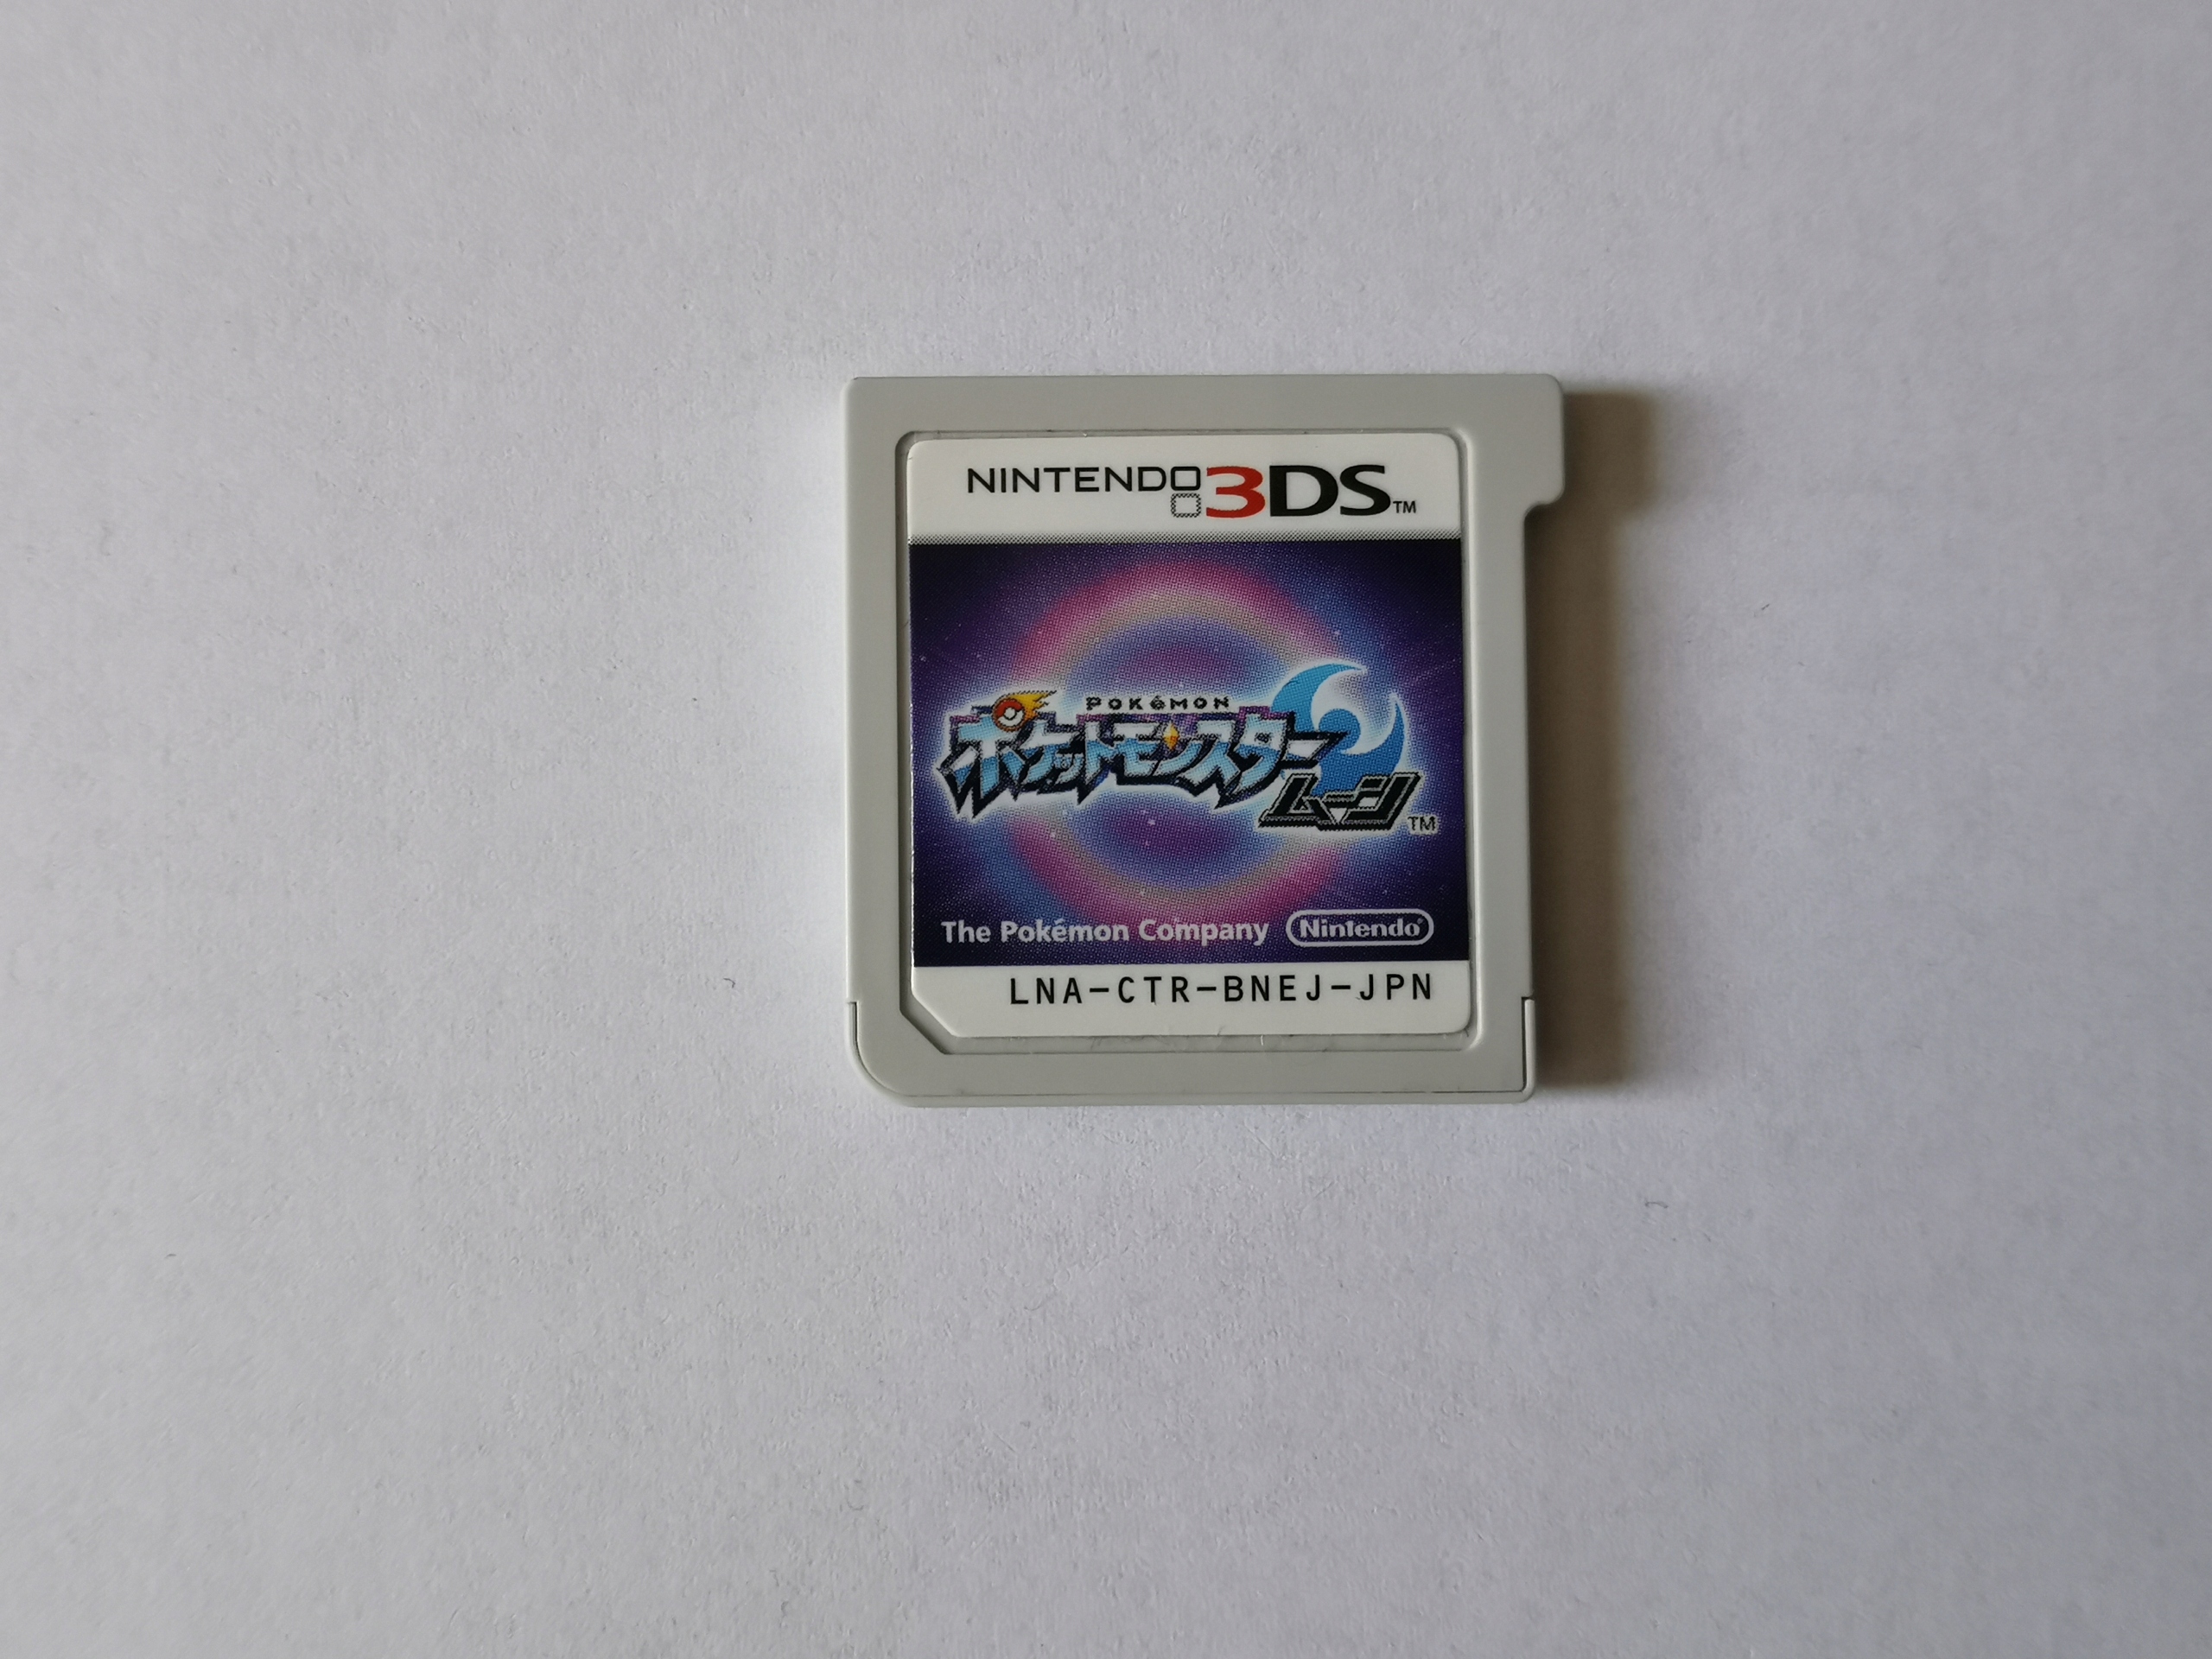 NINTENDO 3DS™
POKéMON
ポケットモンスター
ムーン™
The Pokémon Company Nintendo®
LNA-CTR-BNEJ-JPN